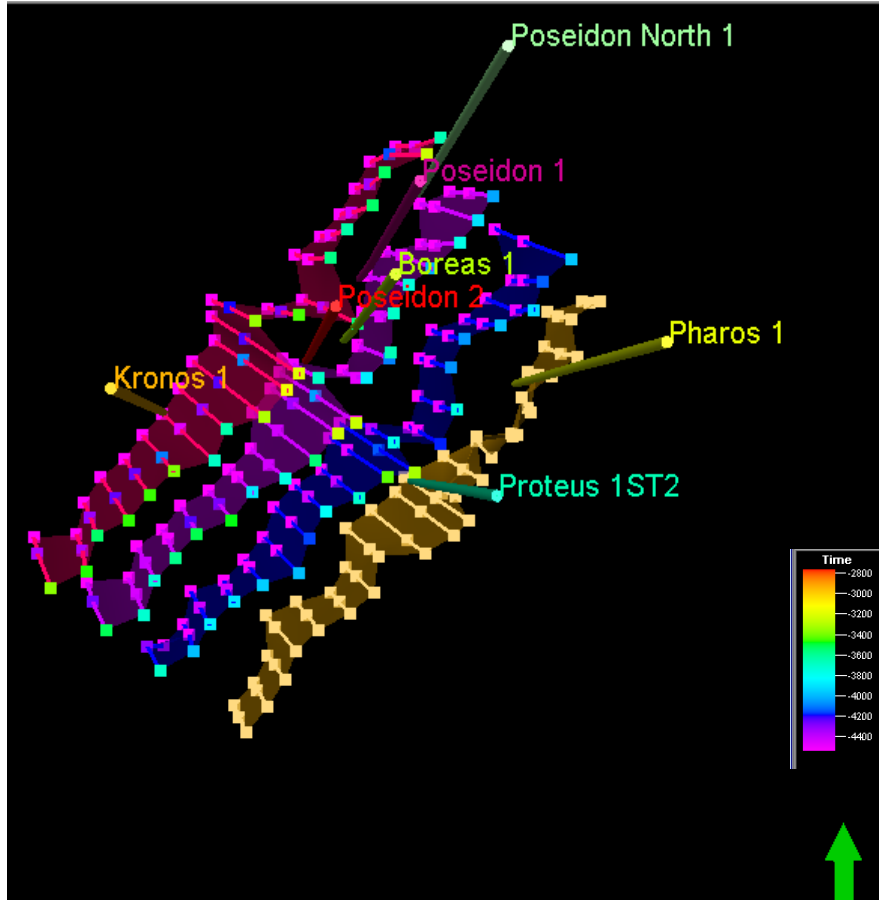 Poseidon North 1
Poseidon 1
Boreas 1
Poseidon 2
Pharos 1
Kronos 1
Proteus 1ST2
Time
-2800
-3000
-3200
-3400
-3600
-3800
-4000
-4200
-4400